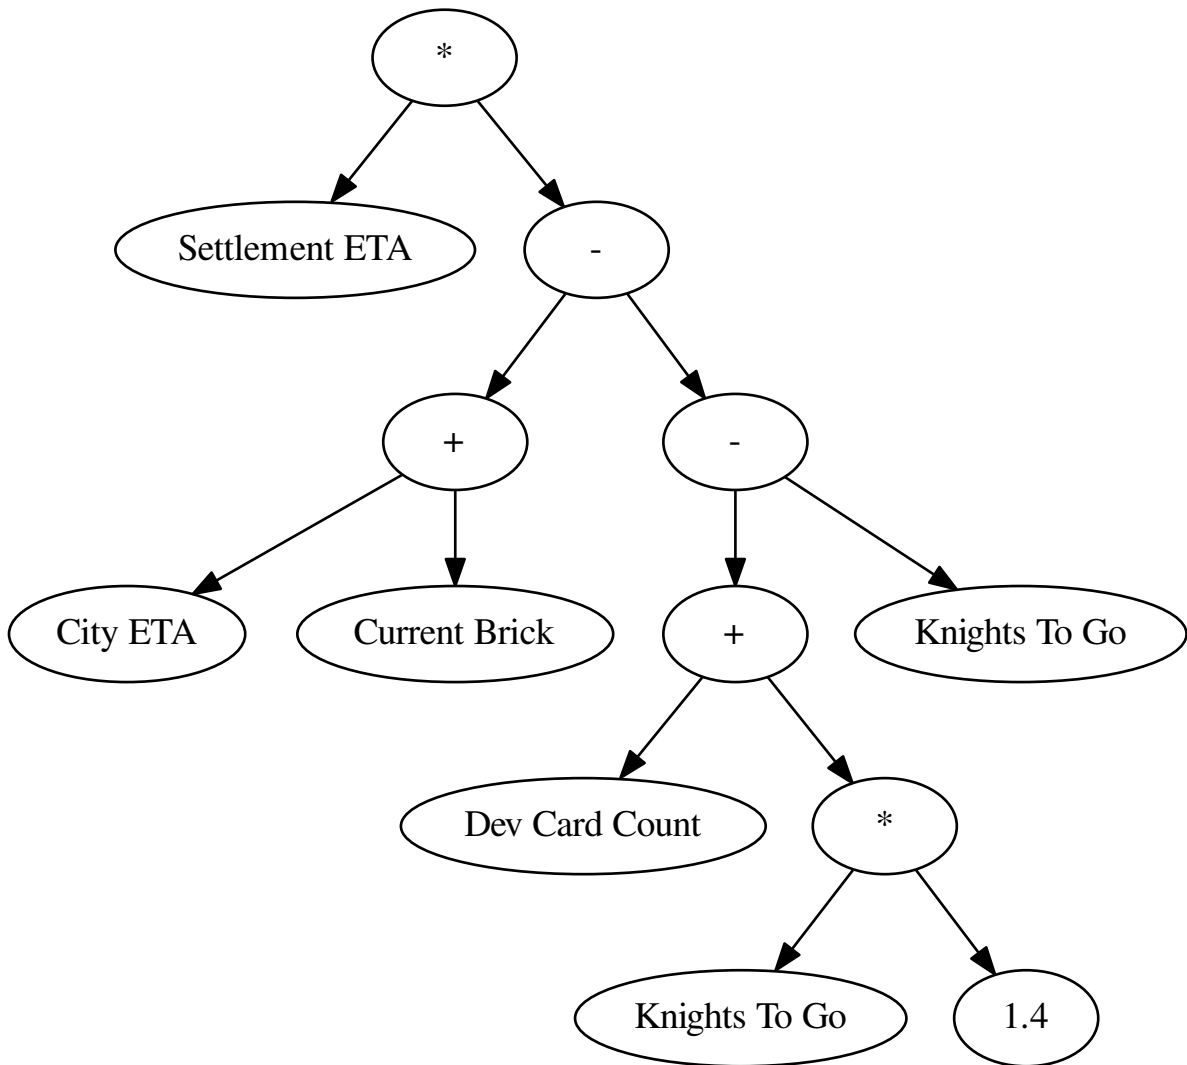 *
Settlement ETA
-
+
-
City ETA
Current Brick
+
Knights To Go
Dev Card Count
*
Knights To Go
1.4